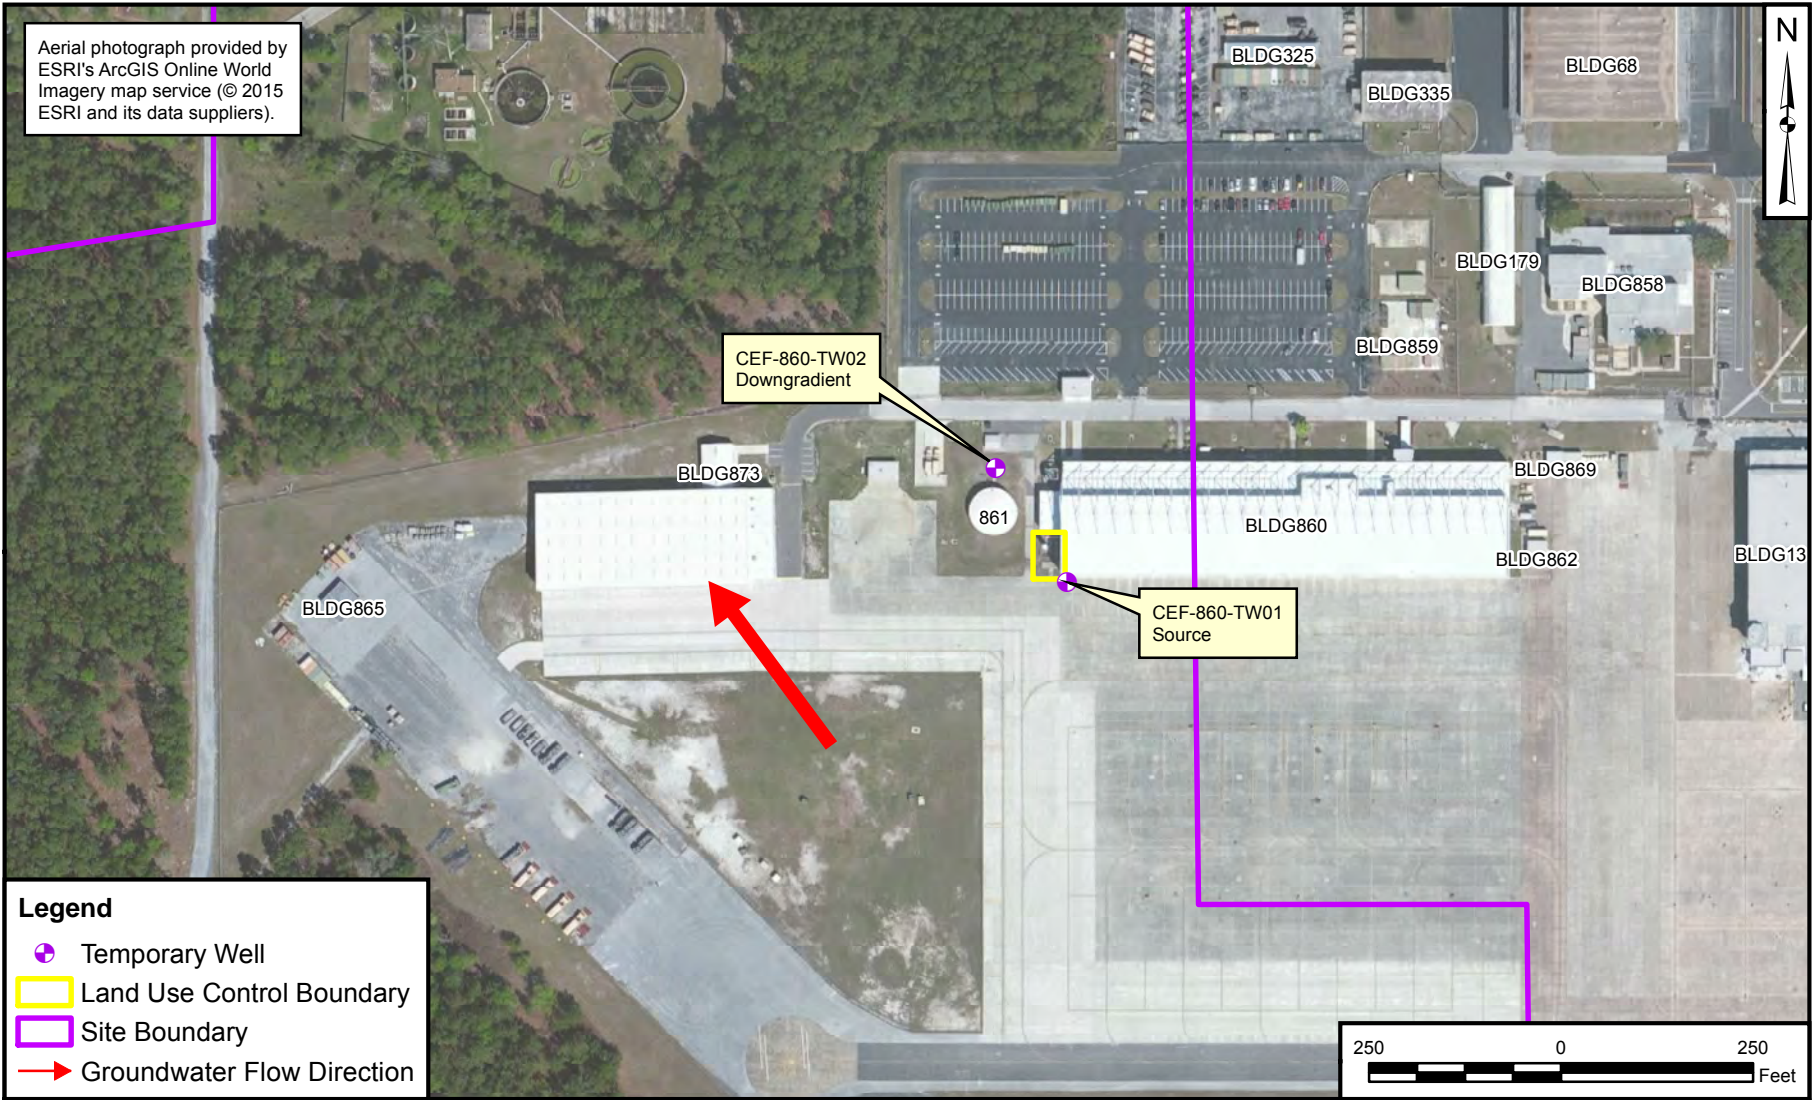 Aerial photograph provided by
ESRI's ArcGIS Online World
Imagery map service (© 2015
ESRI and its data suppliers).
N
BLDG325
BLDG68
BLDG335
BLDG179
BLDG858
BLDG859
CEF-860-TW02
Downgradient
BLDG873
BLDG869
861
BLDG860
BLDG862
BLDG13
BLDG865
CEF-860-TW01
Source
Legend
Temporary Well
Land Use Control Boundary
Site Boundary
Groundwater Flow Direction
250 0 250
Feet